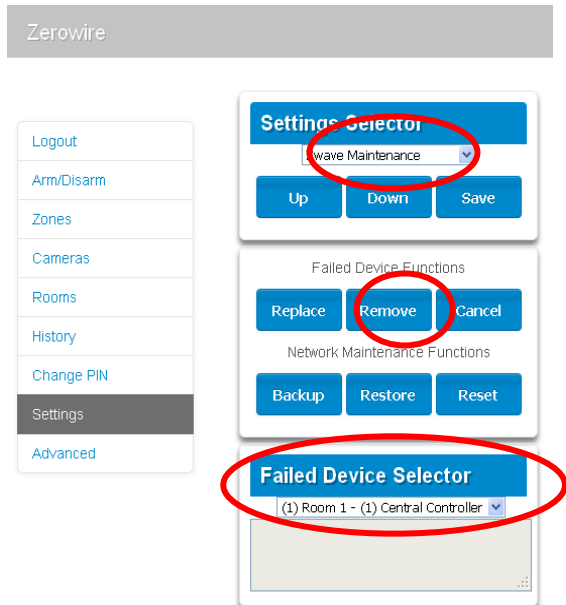 Zerowire
Logout
Arm/Disarm
Zones
Cameras
Rooms
History
Change PIN
Settings
Advanced
Settings Selector
Zwave Maintenance
Up Down Save
Failed Device Functions
Replace Remove Cancel
Network Maintenance Functions
Backup Restore Reset
Failed Device Selector
(1) Room 1 - (1) Central Controller